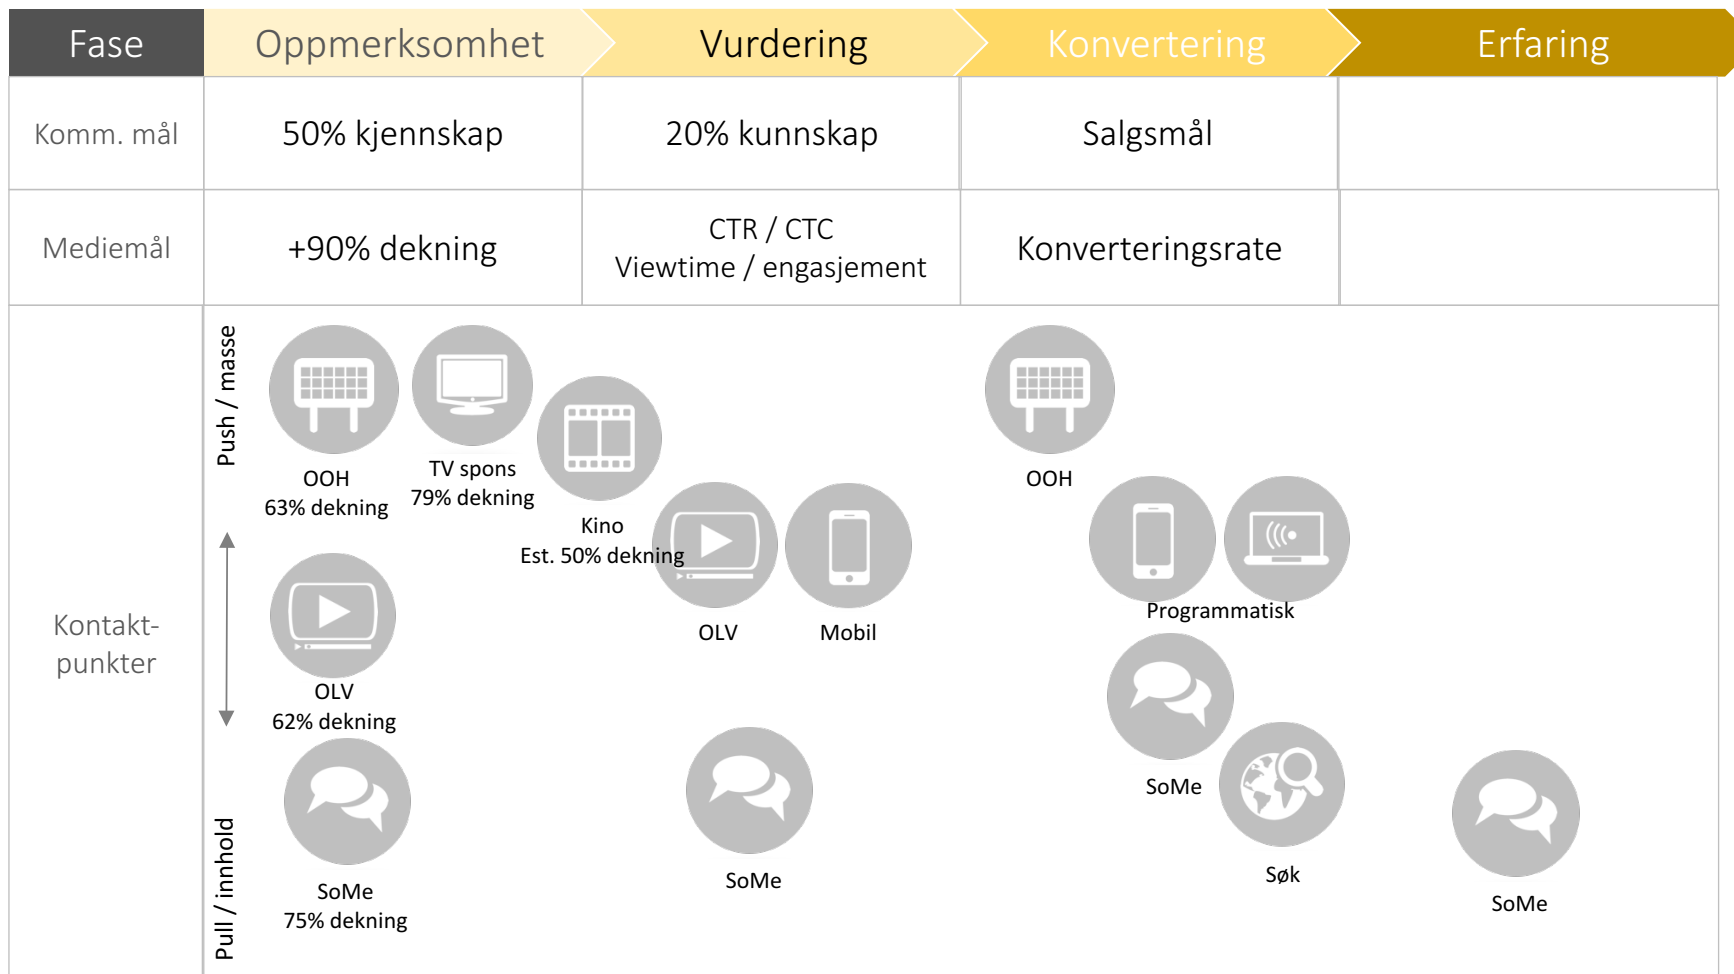 Fase
Oppmerksomhet
Vurdering
Konvertering
Erfaring
Komm. mål
50% kjennskap
20% kunnskap
Salgsmål
Mediemål
+90% dekning
CTR / CTC
Viewtime / engasjement
Konverteringsrate
Kontakt-
punkter
Push / masse
Pull / innhold
OOH
63% dekning
TV spons
79% dekning
Kino
Est. 50% dekning
OLV
62% dekning
SoMe
75% dekning
OLV
Mobil
SoMe
OOH
Programmatisk
SoMe
Søk
SoMe